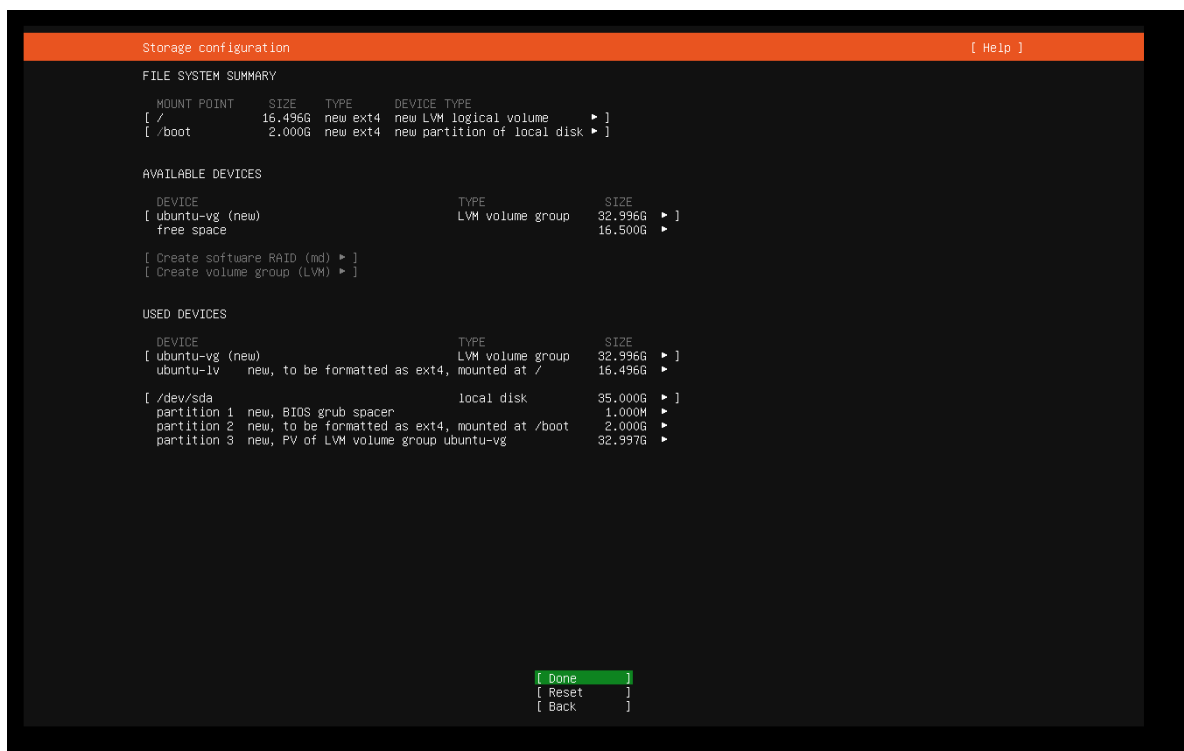 Storage configuration [ Help ]
FILE SYSTEM SUMMARY
MOUNT POINT SIZE TYPE DEVICE TYPE
[ / 16.496G new ext4 new LVM logical volume ▸ ]
[ /boot 2.000G new ext4 new partition of local disk ▸ ]
AVAILABLE DEVICES
DEVICE TYPE SIZE
[ ubuntu-vg (new) LVM volume group 32.996G ▸ ]
free space 16.500G ▸
[ Create software RAID (md) ▸ ]
[ Create volume group (LVM) ▸ ]
USED DEVICES
DEVICE TYPE SIZE
[ ubuntu-vg (new) LVM volume group 32.996G ▸ ]
ubuntu-lv new, to be formatted as ext4, mounted at / 16.496G ▸
[ /dev/sda local disk 35.000G ▸ ]
partition 1 new, BIOS grub spacer 1.000M ▸
partition 2 new, to be formatted as ext4, mounted at /boot 2.000G ▸
partition 3 new, PV of LVM volume group ubuntu-vg 32.997G ▸
[ Done ]
[ Reset ]
[ Back ]